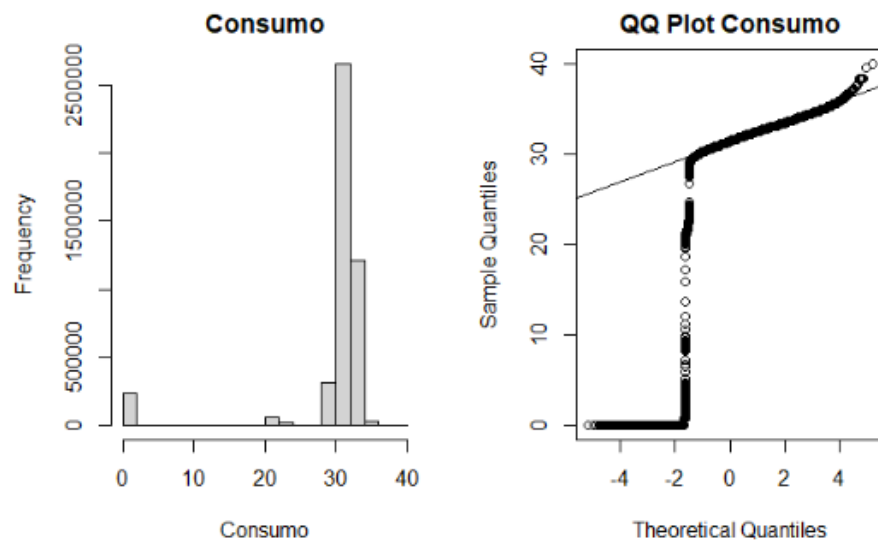 Consumo
Frequency
0
500000
1500000
2500000
0 10 20 30 40
Consumo
QQ Plot Consumo
Sample Quantiles
0
10
20
30
40
-4 -2 0 2 4
Theoretical Quantiles